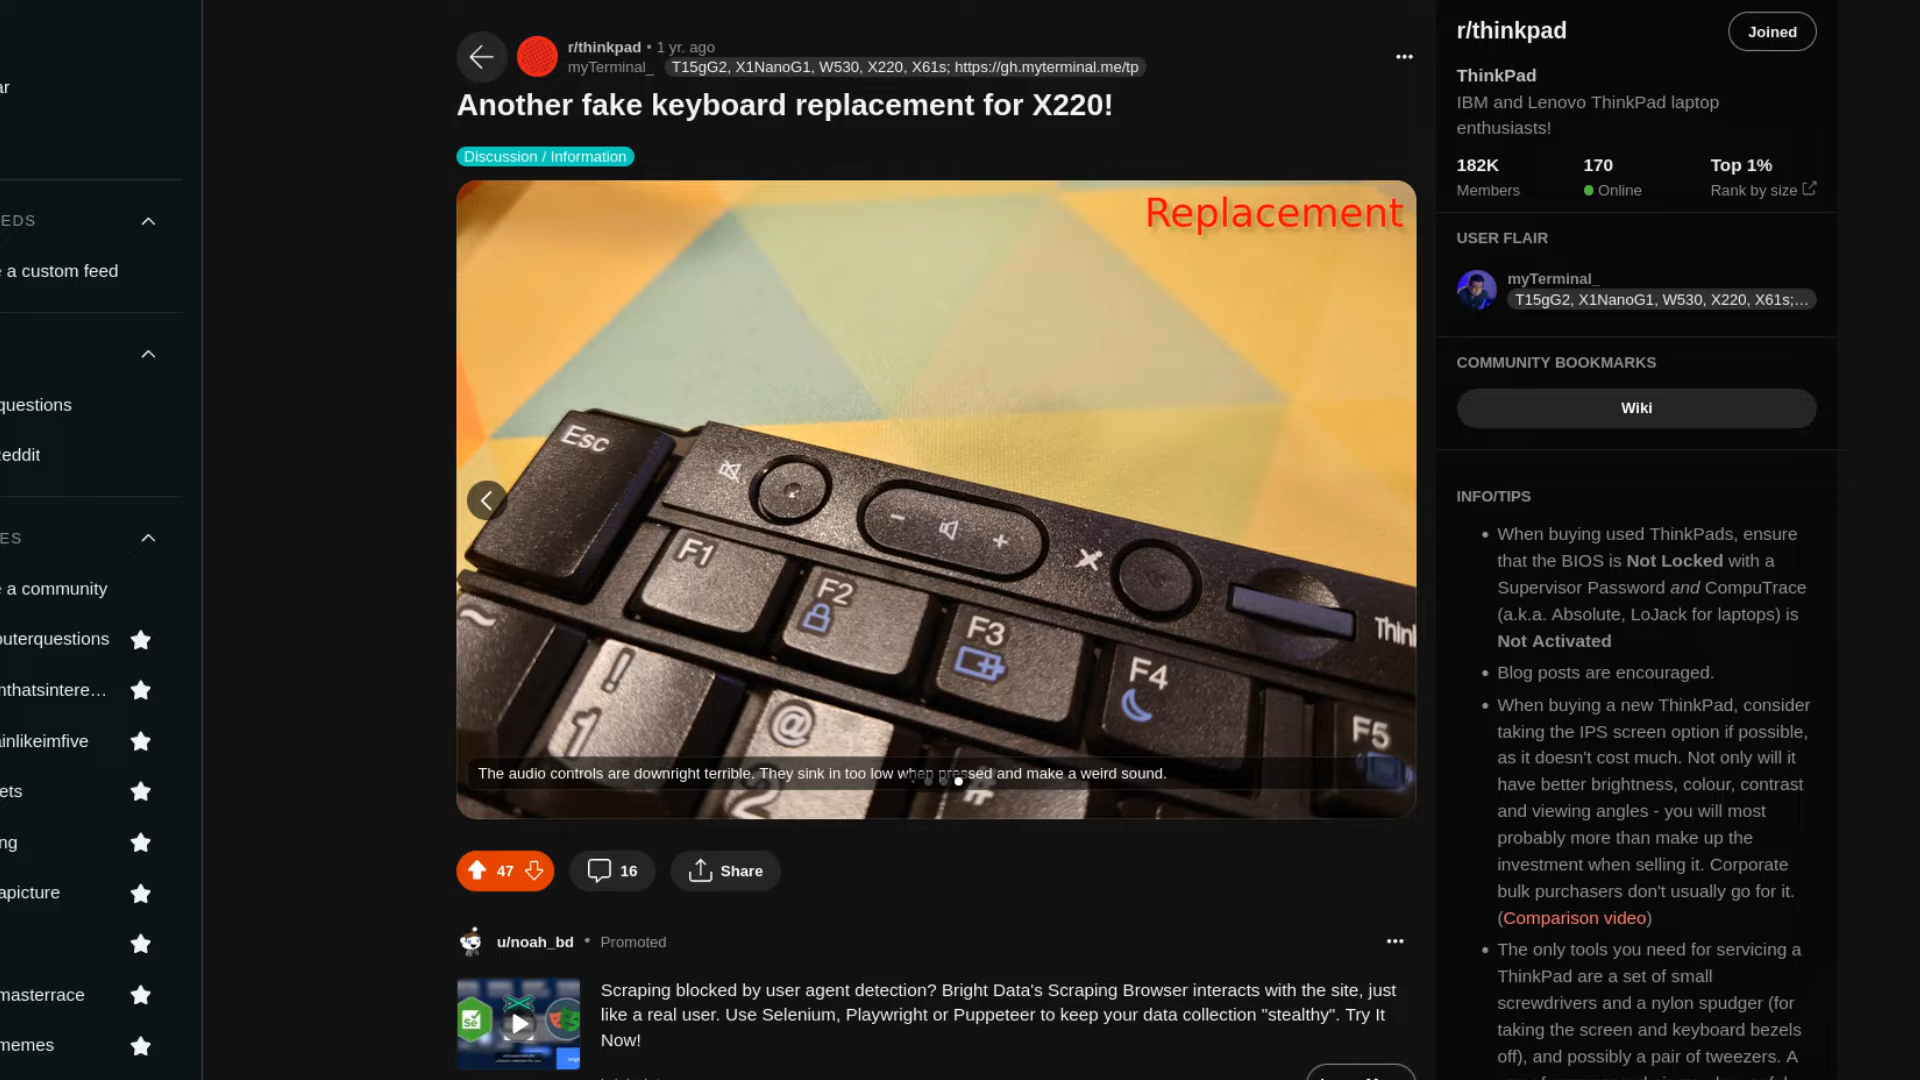 ar
EDS
e a custom feed
questions
eddit
ES
e a community
outerquestions
nthatsintere…
ainlikeimfive
ets
ng
apicture
masterrace
memes
r/thinkpad • 1 yr. ago
myTerminal_ T15gG2, X1NanoG1, W530, X220, X61s; https://gh.myterminal.me/tp
Another fake keyboard replacement for X220!
Discussion / Information
Replacement
Esc
F1
F2
F3
F4
F5
Think
- +
~
! 1
@ 2
#
The audio controls are downright terrible. They sink in too low when pressed and make a weird sound.
47
16
Share
u/noah_bd • Promoted
Scraping blocked by user agent detection? Bright Data's Scraping Browser interacts with the site, just
like a real user. Use Selenium, Playwright or Puppeteer to keep your data collection "stealthy". Try It
Now!
Se
r/thinkpad
Joined
ThinkPad
IBM and Lenovo ThinkPad laptop
enthusiasts!
182K 170 Top 1%
Members Online Rank by size
USER FLAIR
myTerminal_
T15gG2, X1NanoG1, W530, X220, X61s;…
COMMUNITY BOOKMARKS
Wiki
INFO/TIPS
• When buying used ThinkPads, ensure
that the BIOS is Not Locked with a
Supervisor Password and CompuTrace
(a.k.a. Absolute, LoJack for laptops) is
Not Activated
• Blog posts are encouraged.
• When buying a new ThinkPad, consider
taking the IPS screen option if possible,
as it doesn't cost much. Not only will it
have better brightness, colour, contrast
and viewing angles - you will most
probably more than make up the
investment when selling it. Corporate
bulk purchasers don't usually go for it.
(Comparison video)
• The only tools you need for servicing a
ThinkPad are a set of small
screwdrivers and a nylon spudger (for
taking the screen and keyboard bezels
off), and possibly a pair of tweezers. A